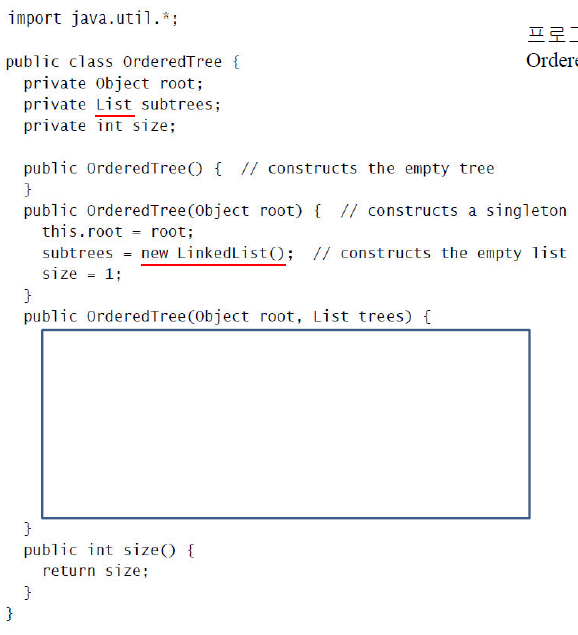 import java.util.*;
프로
Ordere
public class OrderedTree {
private Object root;
private List subtrees;
private int size;
public OrderedTree() { // constructs the empty tree
}
public OrderedTree(Object root) { // constructs a singleton
this.root = root;
subtrees = new LinkedList(); // constructs the empty list
size = 1;
}
public OrderedTree(Object root, List trees) {
}
public int size() {
return size;
}
}